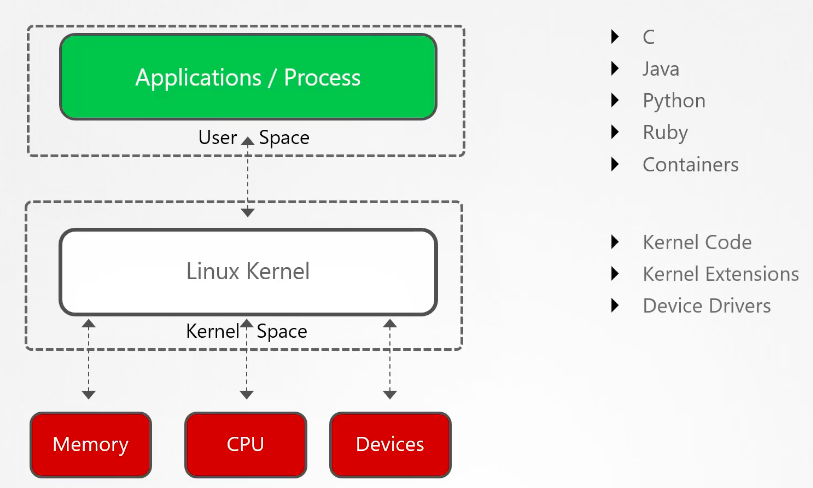 Applications / Process
User Space
Linux Kernel
Kernel Space
Memory
CPU
Devices
C
Java
Python
Ruby
Containers
Kernel Code
Kernel Extensions
Device Drivers